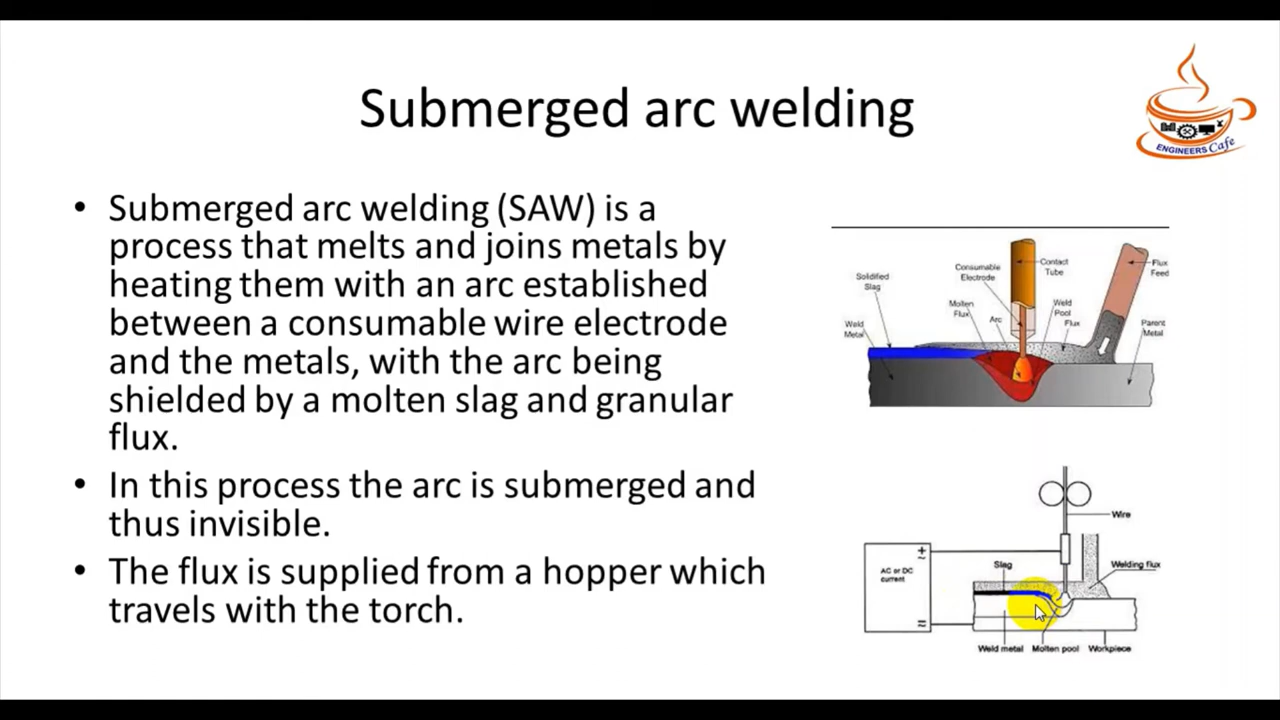 Submerged arc welding
ENGINEERS Cafe
• Submerged arc welding (SAW) is a
process that melts and joins metals by
heating them with an arc established
between a consumable wire electrode
and the metals, with the arc being
shielded by a molten slag and granular
flux.
• In this process the arc is submerged and
thus invisible.
• The flux is supplied from a hopper which
travels with the torch.
Solidified
Slag
Consumable
Electrode
Contact
Tube
Flux
Feed
Weld
Metal
Molten
Flux
Arc
Weld
Pool
Flux
Parent
Metal
Wire
+
~
AC or DC
current
Slag
Welding flux
=
Weld metal
Molten pool
Workpiece